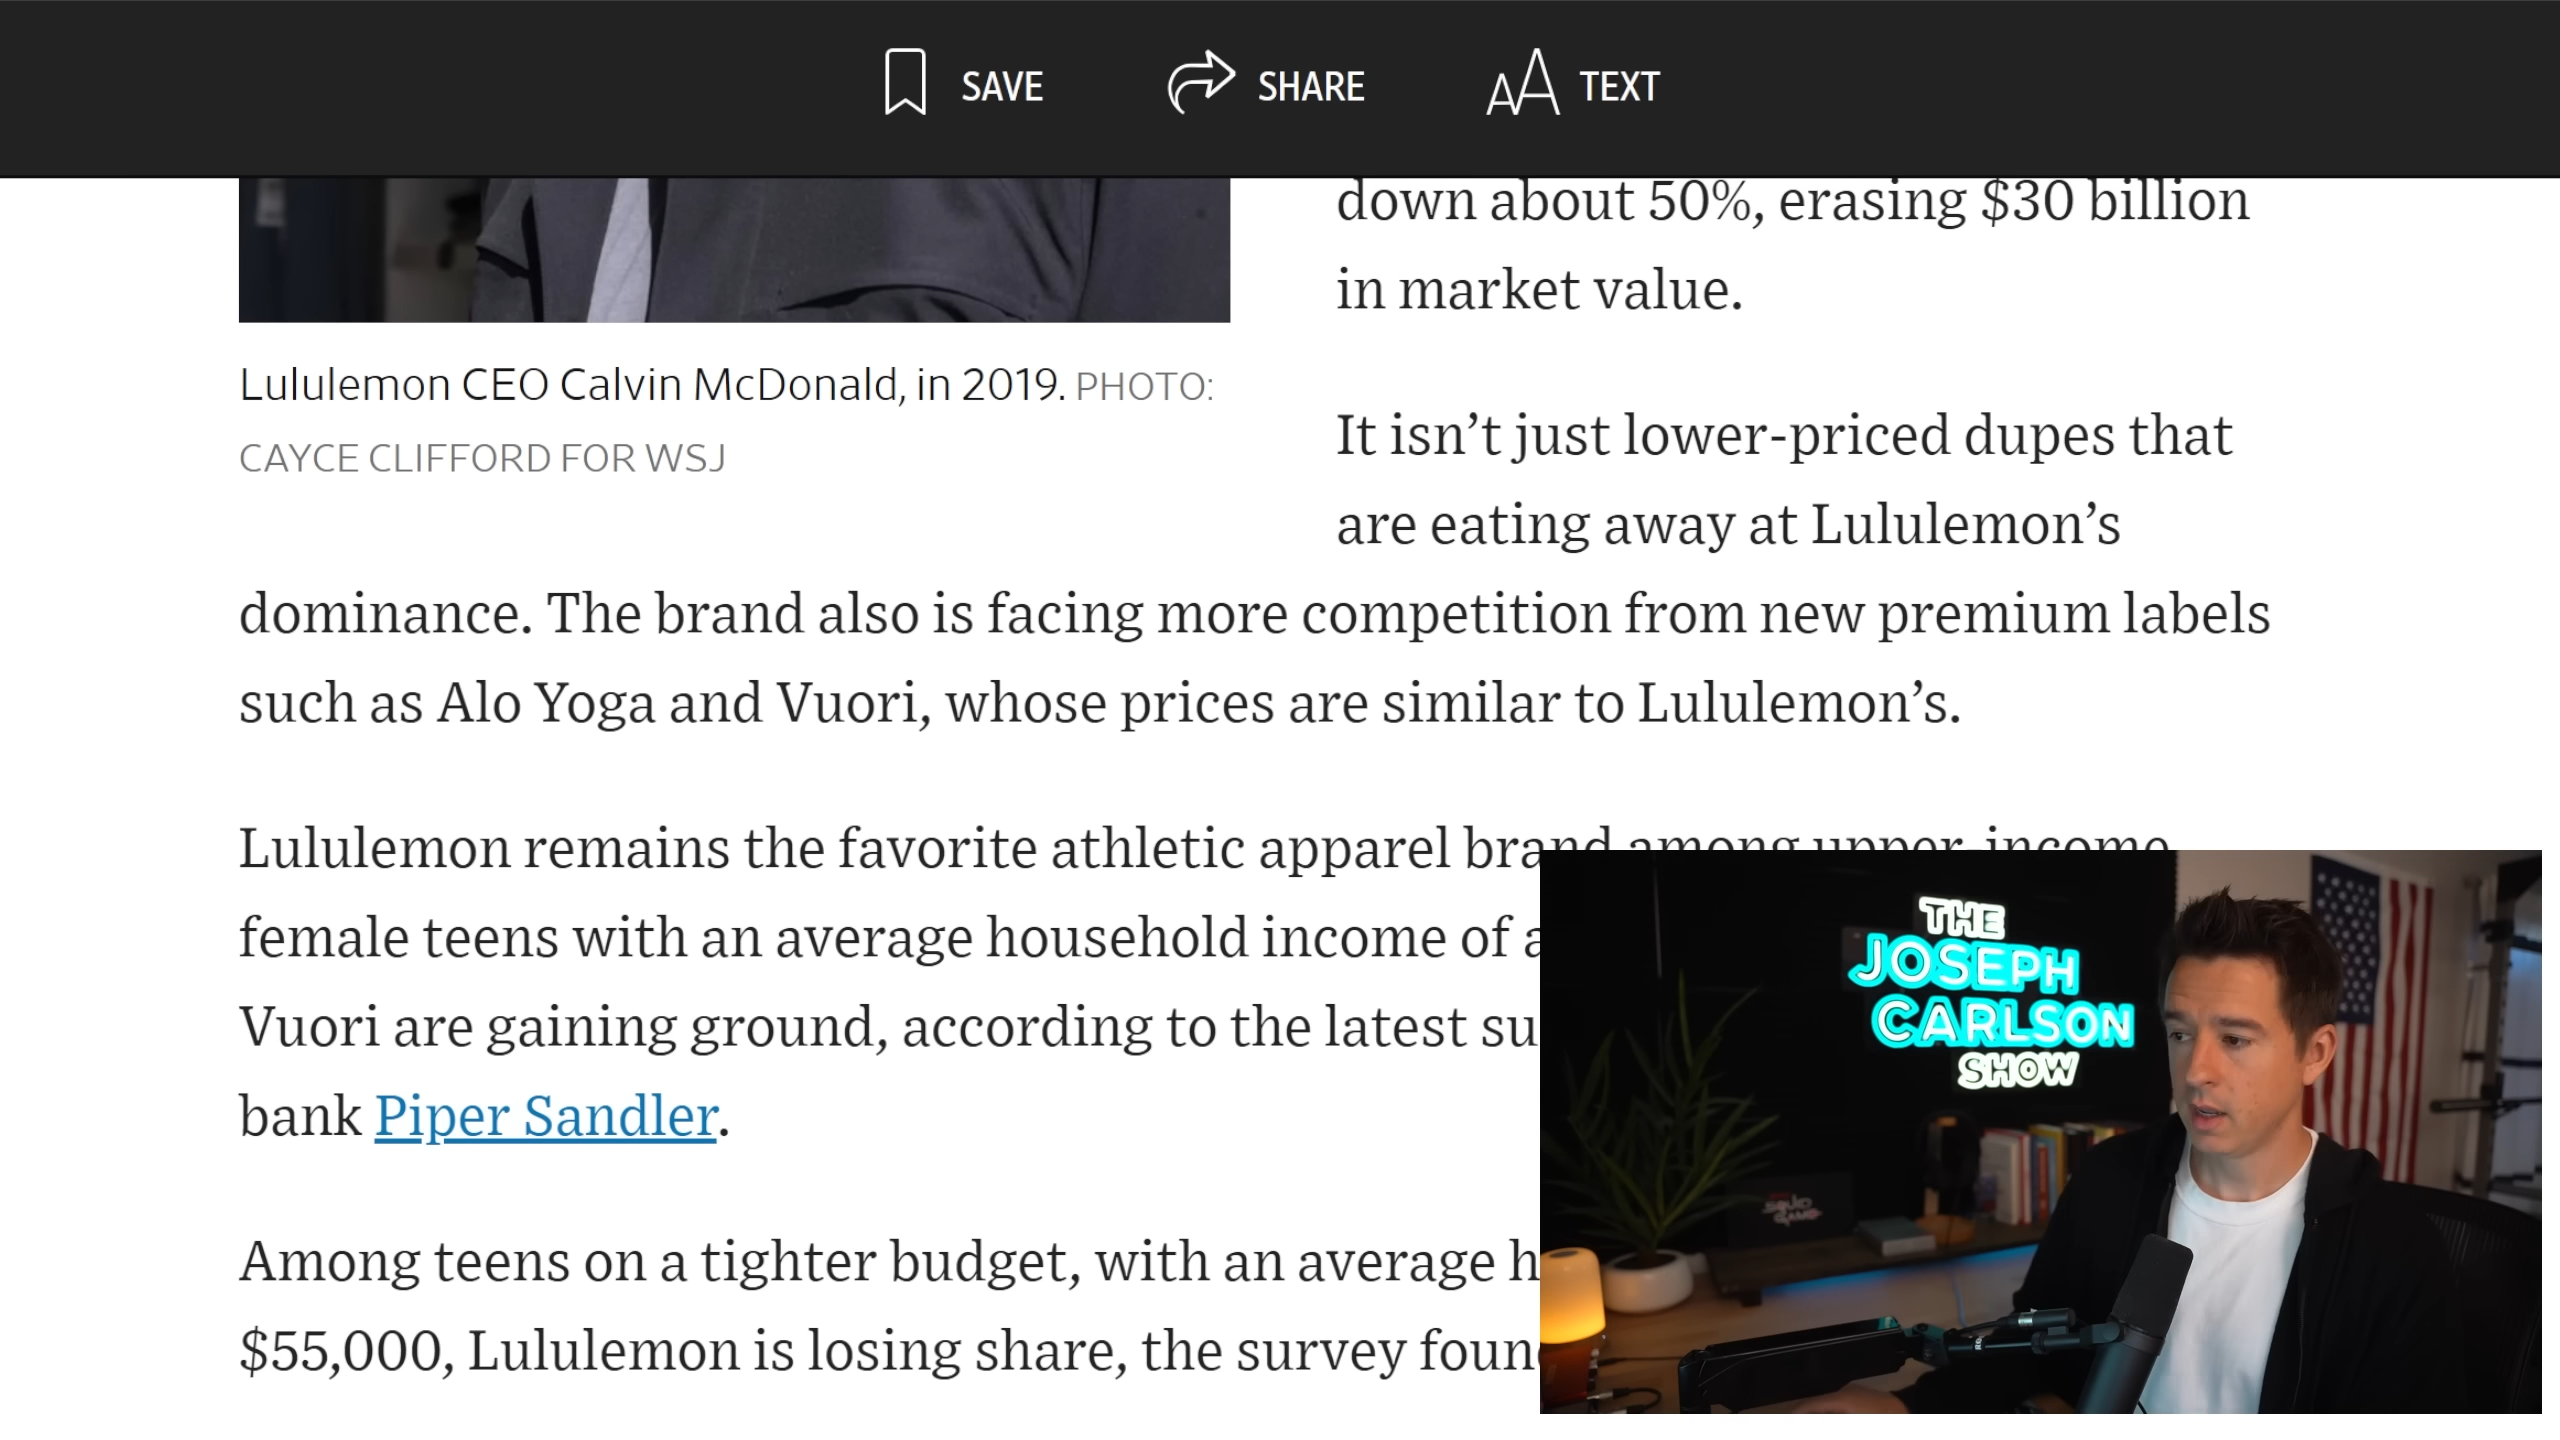 SAVE
SHARE
TEXT
down about 50%, erasing $30 billion
in market value.
Lululemon CEO Calvin McDonald, in 2019. PHOTO:
CAYCE CLIFFORD FOR WSJ
It isn’t just lower-priced dupes that
are eating away at Lululemon’s
dominance. The brand also is facing more competition from new premium labels
such as Alo Yoga and Vuori, whose prices are similar to Lululemon’s.
Lululemon remains the favorite athletic apparel brand among upper-income
female teens with an average household income of
Vuori are gaining ground, according to the latest
bank Piper Sandler.
Among teens on a tighter budget, with an average
$55,000, Lululemon is losing share, the survey
THE
JOSEPH
CARLSON
SHOW